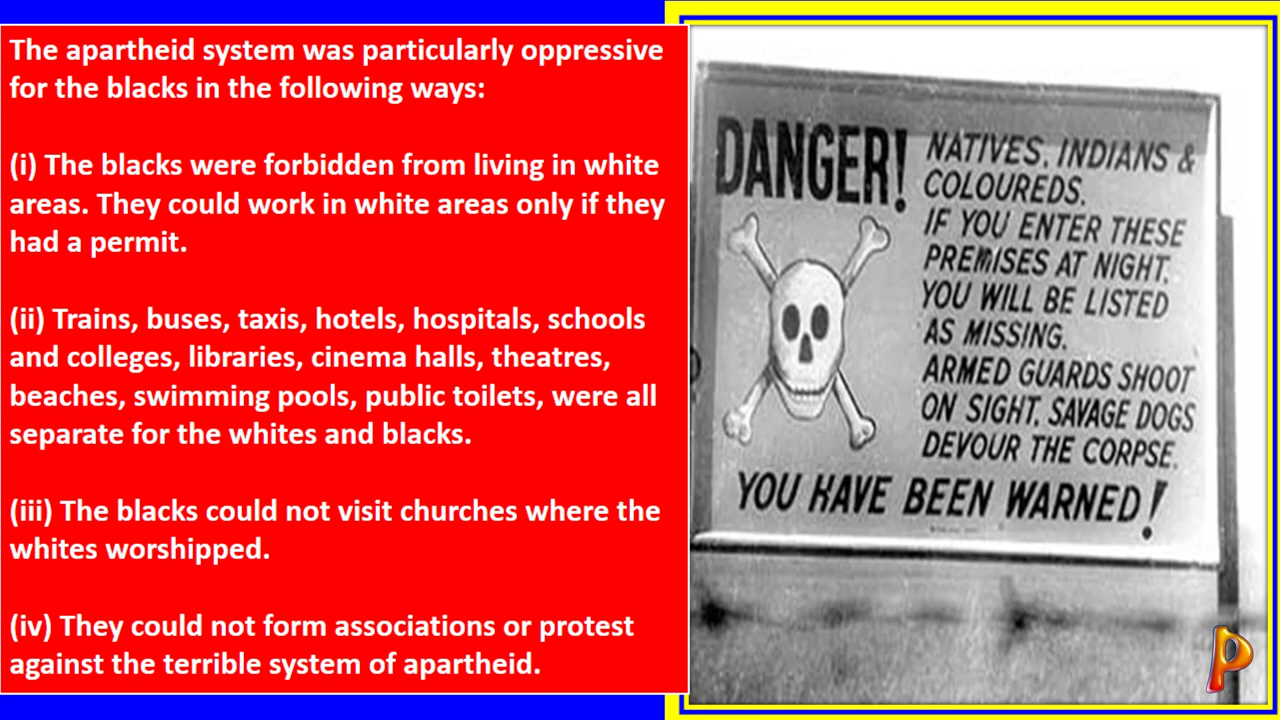 The apartheid system was particularly oppressive
for the blacks in the following ways:
(i) The blacks were forbidden from living in white
areas. They could work in white areas only if they
had a permit.
(ii) Trains, buses, taxis, hotels, hospitals, schools
and colleges, libraries, cinema halls, theatres,
beaches, swimming pools, public toilets, were all
separate for the whites and blacks.
(iii) The blacks could not visit churches where the
whites worshipped.
(iv) They could not form associations or protest
against the terrible system of apartheid.
DANGER!
NATIVES, INDIANS &
COLOUREDS.
IF YOU ENTER THESE
PREMISES AT NIGHT,
YOU WILL BE LISTED
AS MISSING.
ARMED GUARDS SHOOT
ON SIGHT. SAVAGE DOGS
DEVOUR THE CORPSE.
YOU HAVE BEEN WARNED!
P